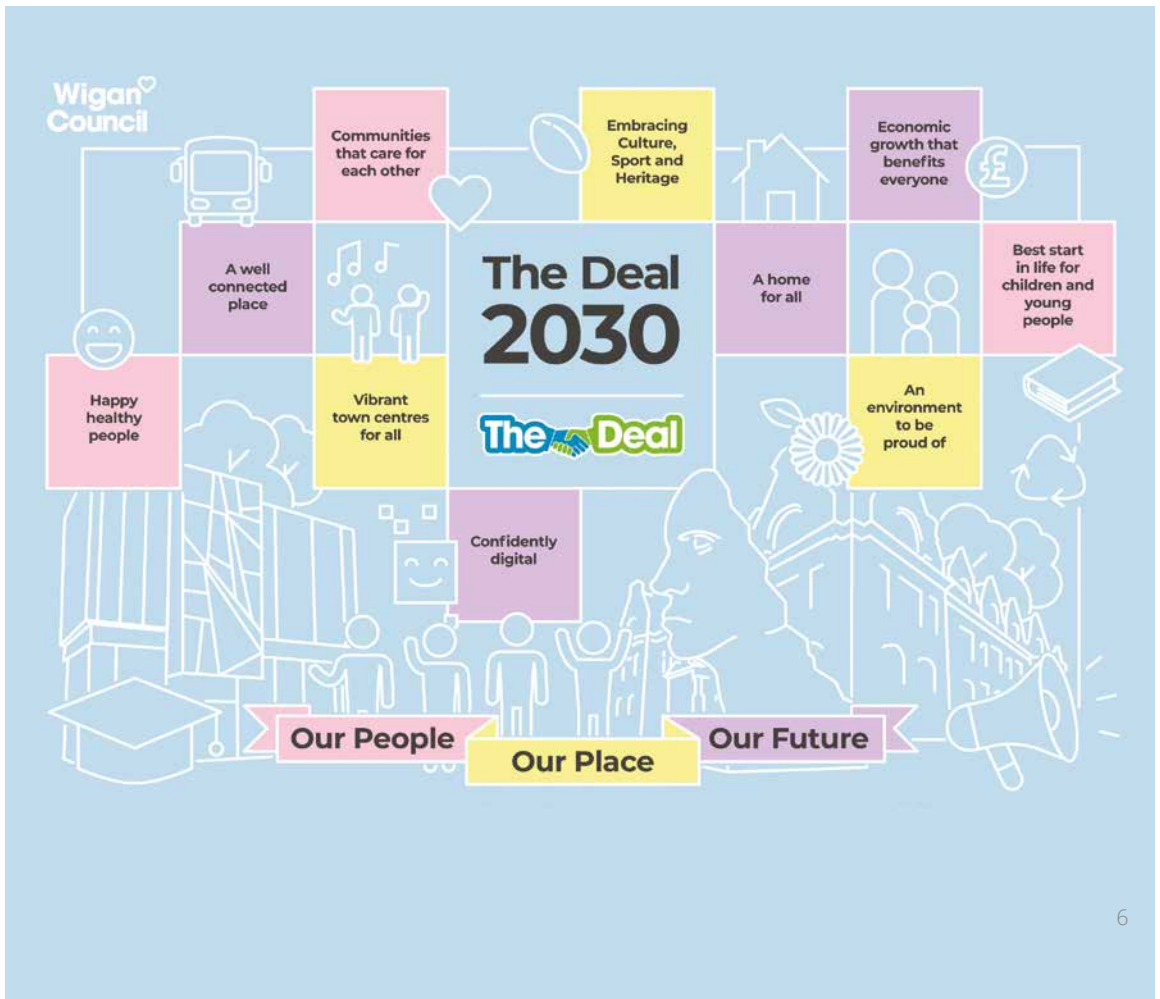 Wigan
Council
Communities
that care for
each other
Embracing
Culture,
Sport and
Heritage
Economic
growth that
benefits
everyone
£
A well
connected
place
The Deal
2030
A home
for all
Best start
in life for
children and
young
people
Happy
healthy
people
Vibrant
town centres
for all
The Deal
An
environment
to be
proud of
Confidently
digital
Our People
Our Place
Our Future
6